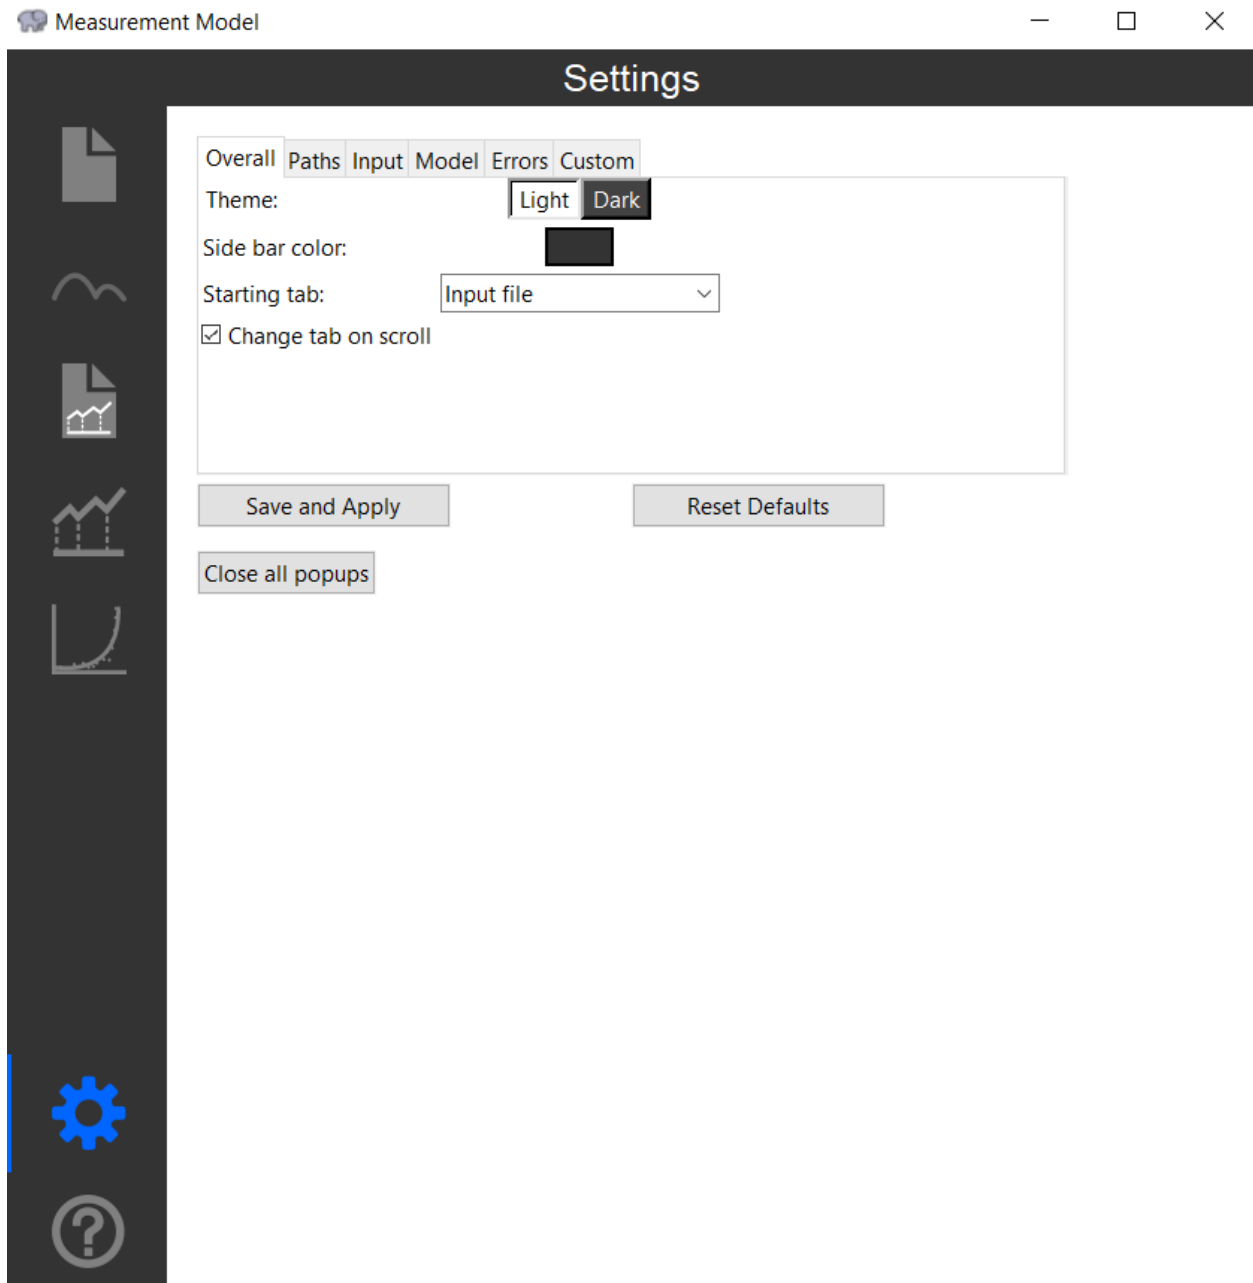 Measurement Model
Settings
Overall Paths Input Model Errors Custom
Theme: Light Dark
Side bar color:
Starting tab: Input file
Change tab on scroll
Save and Apply Reset Defaults
Close all popups
?